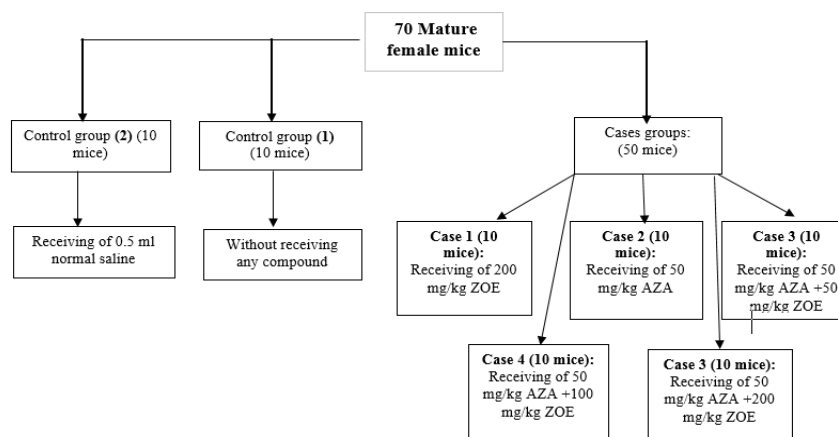 70 Mature
female mice
Control group (2) (10
mice)
Control group (1)
(10 mice)
Cases groups:
(50 mice)
Receiving of 0.5 ml
normal saline
Without receiving
any compound
Case 1 (10
mice):
Receiving of 200
mg/kg ZOE
Case 2 (10
mice):
Receiving of 50
mg/kg AZA
Case 3 (10
mice):
Receiving of 50
mg/kg AZA +50
mg/kg ZOE
Case 4 (10 mice):
Receiving of 50
mg/kg AZA +100
mg/kg ZOE
Case 3 (10 mice):
Receiving of 50
mg/kg AZA +200
mg/kg ZOE